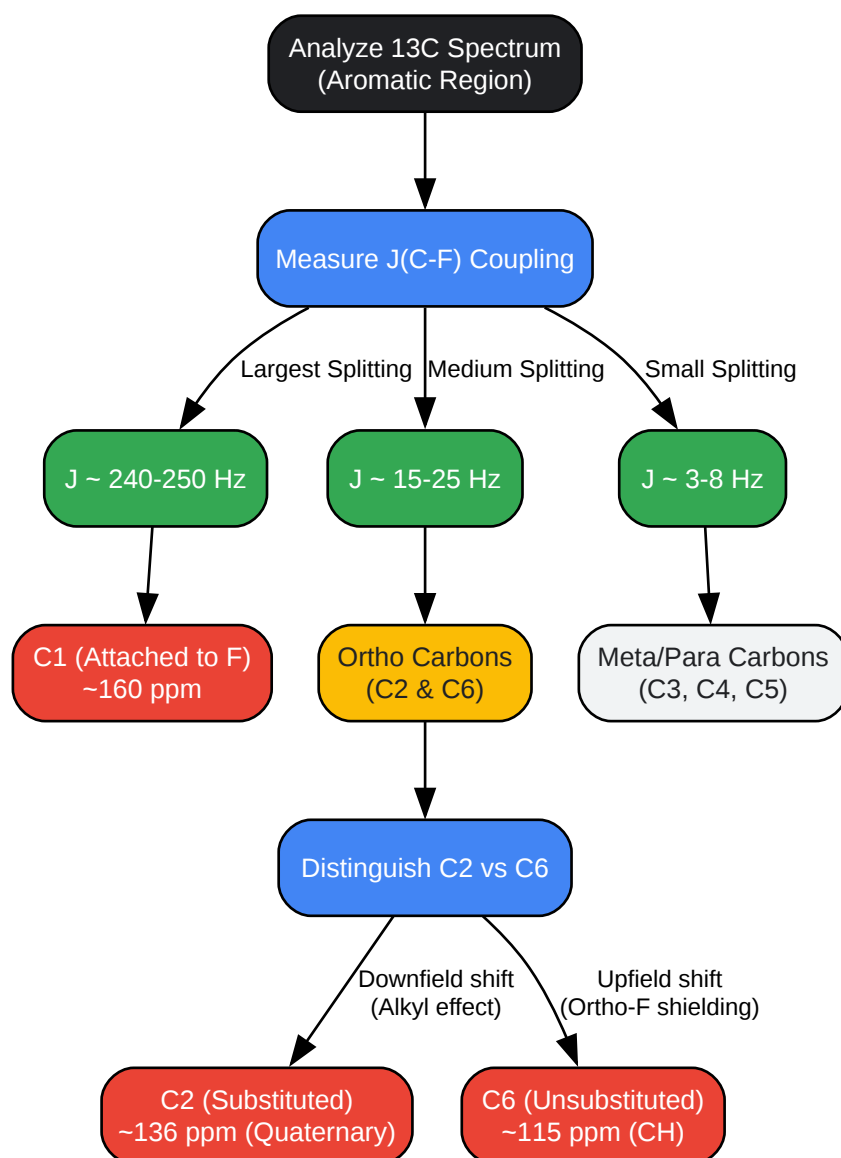 Analyze 13C Spectrum
(Aromatic Region)
Measure J(C-F) Coupling
Largest Splitting
Medium Splitting
Small Splitting
J ~ 240-250 Hz
J ~ 15-25 Hz
J ~ 3-8 Hz
C1 (Attached to F)
~160 ppm
Ortho Carbons
(C2 & C6)
Meta/Para Carbons
(C3, C4, C5)
Distinguish C2 vs C6
Downfield shift
(Alkyl effect)
Upfield shift
(Ortho-F shielding)
C2 (Substituted)
~136 ppm (Quaternary)
C6 (Unsubstituted)
~115 ppm (CH)